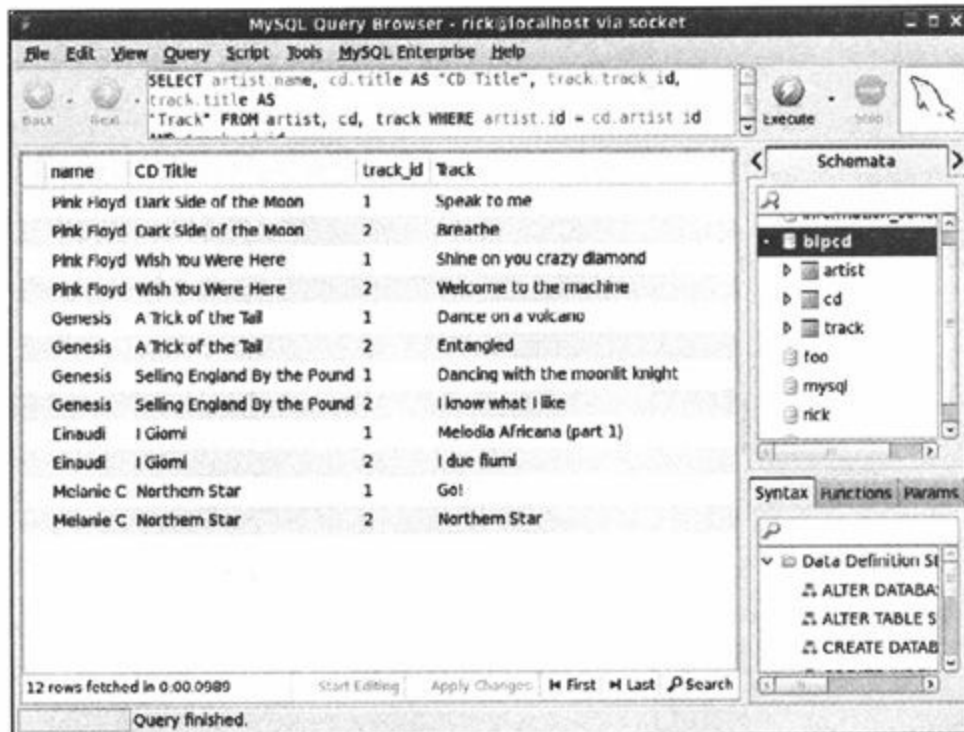 MySQL Query Browser - rick@localhost via socket
File Edit View Query Script Tools MySQL Enterprise Help
SELECT artist.name, cd.title AS "CD Title", track.track_id,
track.title AS
"Track" FROM artist, cd, track WHERE artist.id = cd.artist_id
Back Next Execute Stop
name CD Title track_id Track
Pink Floyd Dark Side of the Moon 1 Speak to me
Pink Floyd Dark Side of the Moon 2 Breathe
Pink Floyd Wish You Were Here 1 Shine on you crazy diamond
Pink Floyd Wish You Were Here 2 Welcome to the machine
Genesis A Trick of the Tail 1 Dance on a volcano
Genesis A Trick of the Tail 2 Entangled
Genesis Selling England By the Pound 1 Dancing with the moonlit knight
Genesis Selling England By the Pound 2 I know what I like
Einaudi I Giorni 1 Melodia Africana (part 1)
Einaudi I Giorni 2 I due fiumi
Melanie C Northern Star 1 Go!
Melanie C Northern Star 2 Northern Star
12 rows fetched in 0:00.0989 Start Editing Apply Changes First Last Search
Query finished.
Schemata
blpcd
artist
cd
track
foo
mysql
rick
Syntax Functions Params
Data Definition St
ALTER DATABA
ALTER TABLE S
CREATE DATAB